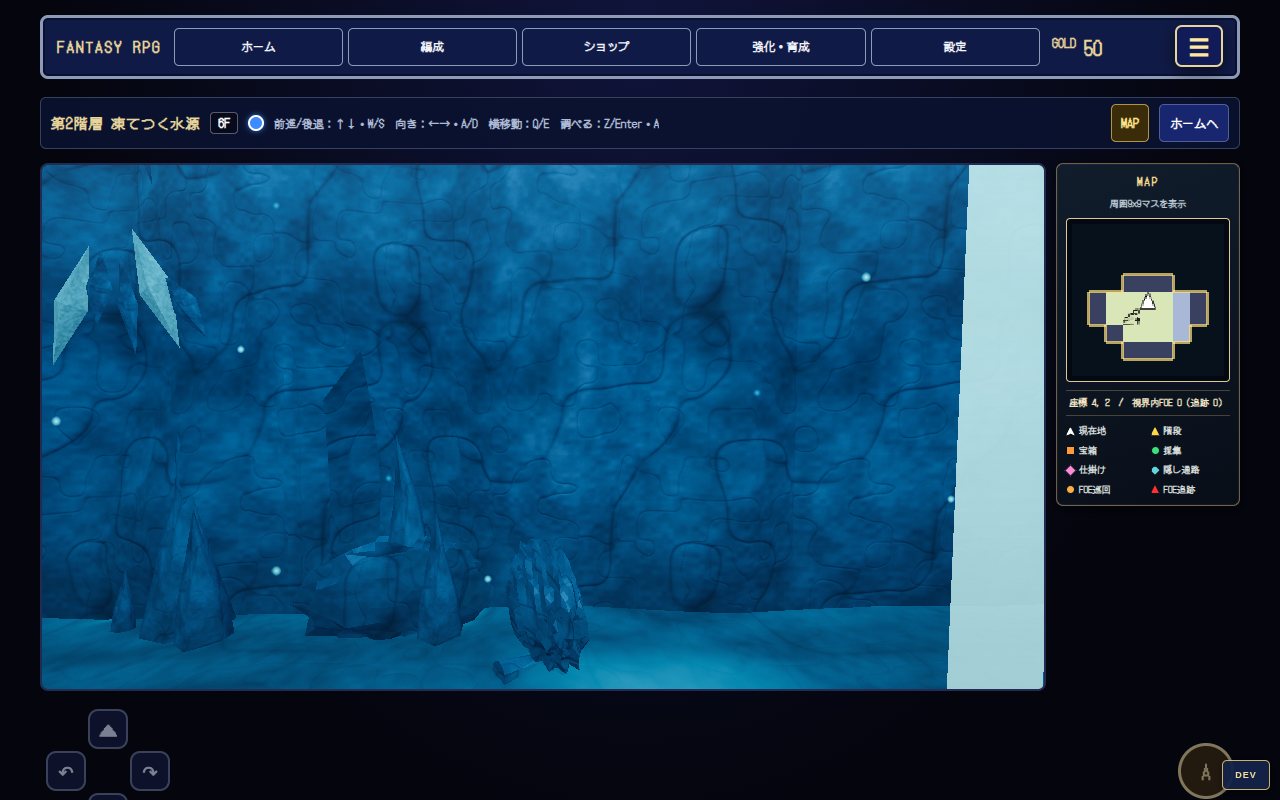 FANTASY RPG ホーム 編成 ショップ 強化・育成 設定 GOLD 50
第2階層 凍てつく水源 6F 前進/後退：↑↓・W/S 向き：←→・A/D 横移動：Q/E 調べる：Z/Enter・A MAP ホームへ
MAP
周囲9x9マスを表示
座標 4, 2 / 視界内FOE 0 (追跡 0)
現在地 階段
宝箱 採集
仕掛け 隠し通路
FOE巡回 FOE追跡
A DEV